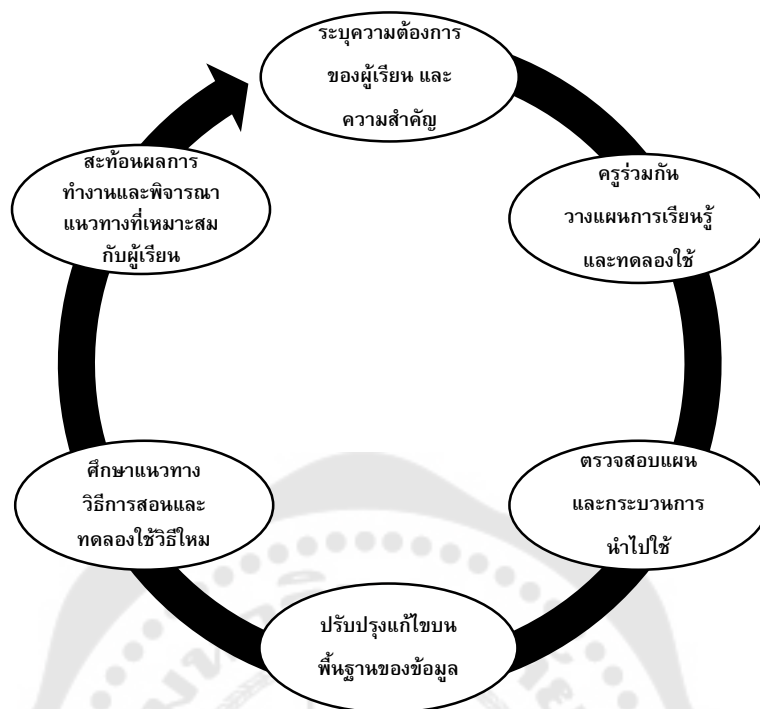 ระบุความต้องการ
ของผู้เรียน และ
ความสำคัญ
ครูร่วมกัน
วางแผนการเรียนรู้
และทดลองใช้
ตรวจสอบแผน
และกระบวนการ
นำไปใช้
ปรับปรุงแก้ไขบน
พื้นฐานของข้อมูล
ศึกษาแนวทาง
วิธีการสอนและ
ทดลองใช้วิธีใหม่
สะท้อนผลการ
ทำงานและพิจารณา
แนวทางที่เหมาะสม
กับผู้เรียน